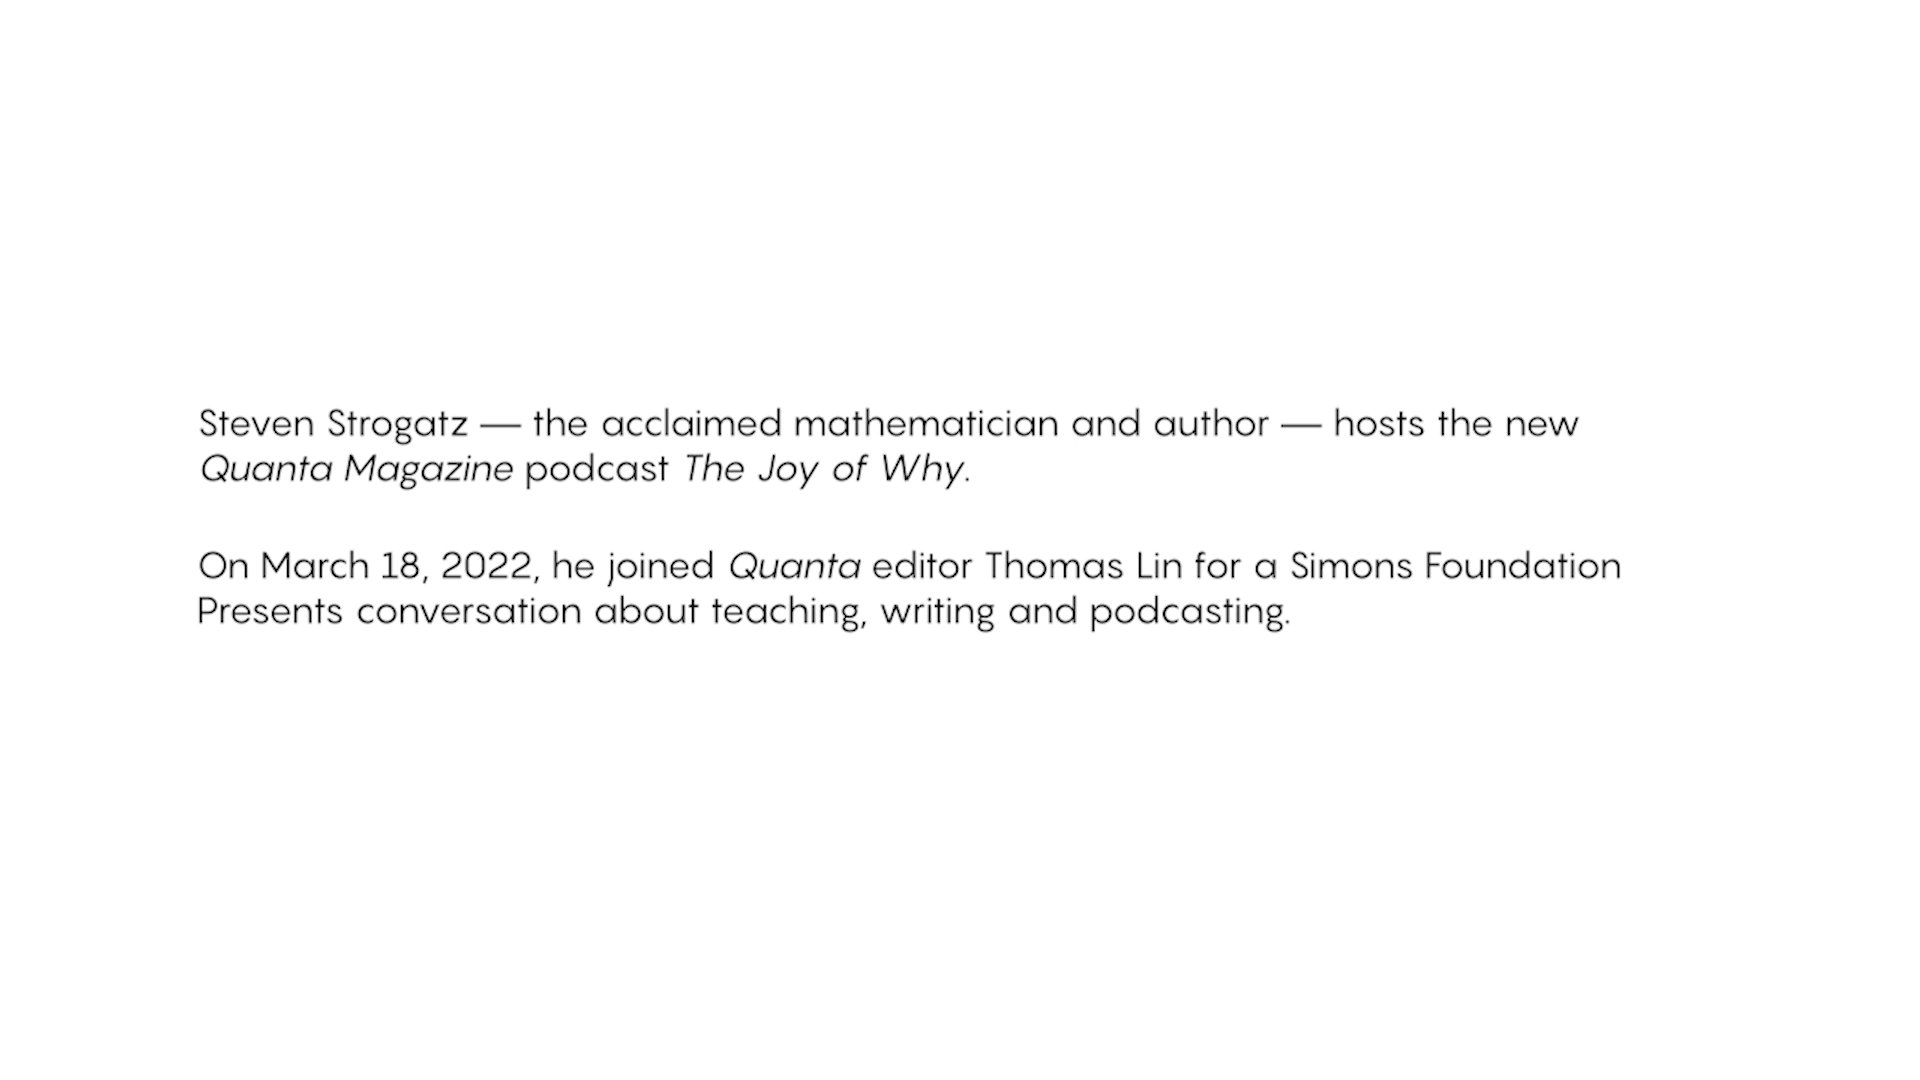 Steven Strogatz — the acclaimed mathematician and author — hosts the new
Quanta Magazine podcast The Joy of Why.
On March 18, 2022, he joined Quanta editor Thomas Lin for a Simons Foundation
Presents conversation about teaching, writing and podcasting.